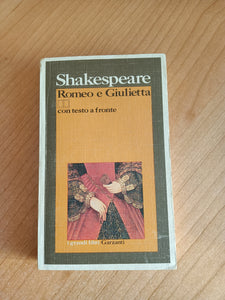 Shakespeare
Romeo e Giulietta
con testo a fronte
i grandi libri Garzanti